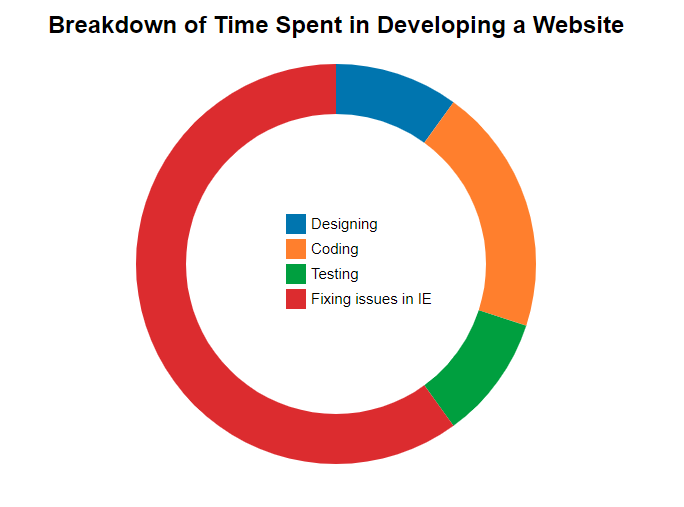 Breakdown of Time Spent in Developing a Website
Designing
Coding
Testing
Fixing issues in IE